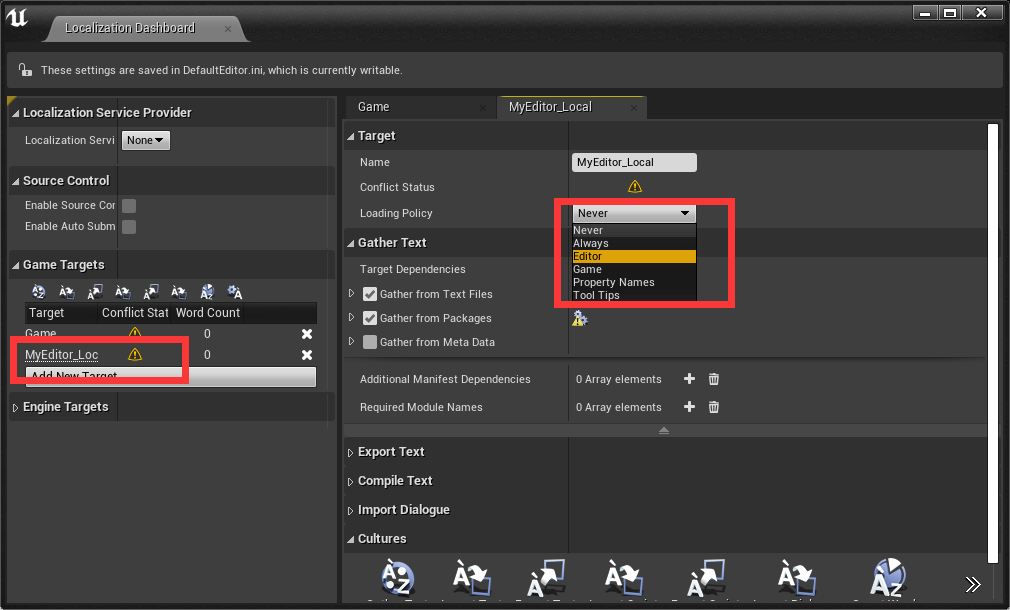 Localization Dashboard
These settings are saved in DefaultEditor.ini, which is currently writable.
Localization Service Provider
Localization Servi
None
Source Control
Enable Source Cor
Enable Auto Subm
Game Targets
Target Conflict Stat Word Count
Game 0
MyEditor_Loc 0
Add New Target
Engine Targets
Game
MyEditor_Local
Target
Name MyEditor_Local
Conflict Status
Loading Policy Never
Never
Always
Editor
Game
Property Names
Tool Tips
Gather Text
Target Dependencies
Gather from Text Files
Gather from Packages
Gather from Meta Data
Additional Manifest Dependencies 0 Array elements
Required Module Names 0 Array elements
Export Text
Compile Text
Import Dialogue
Cultures